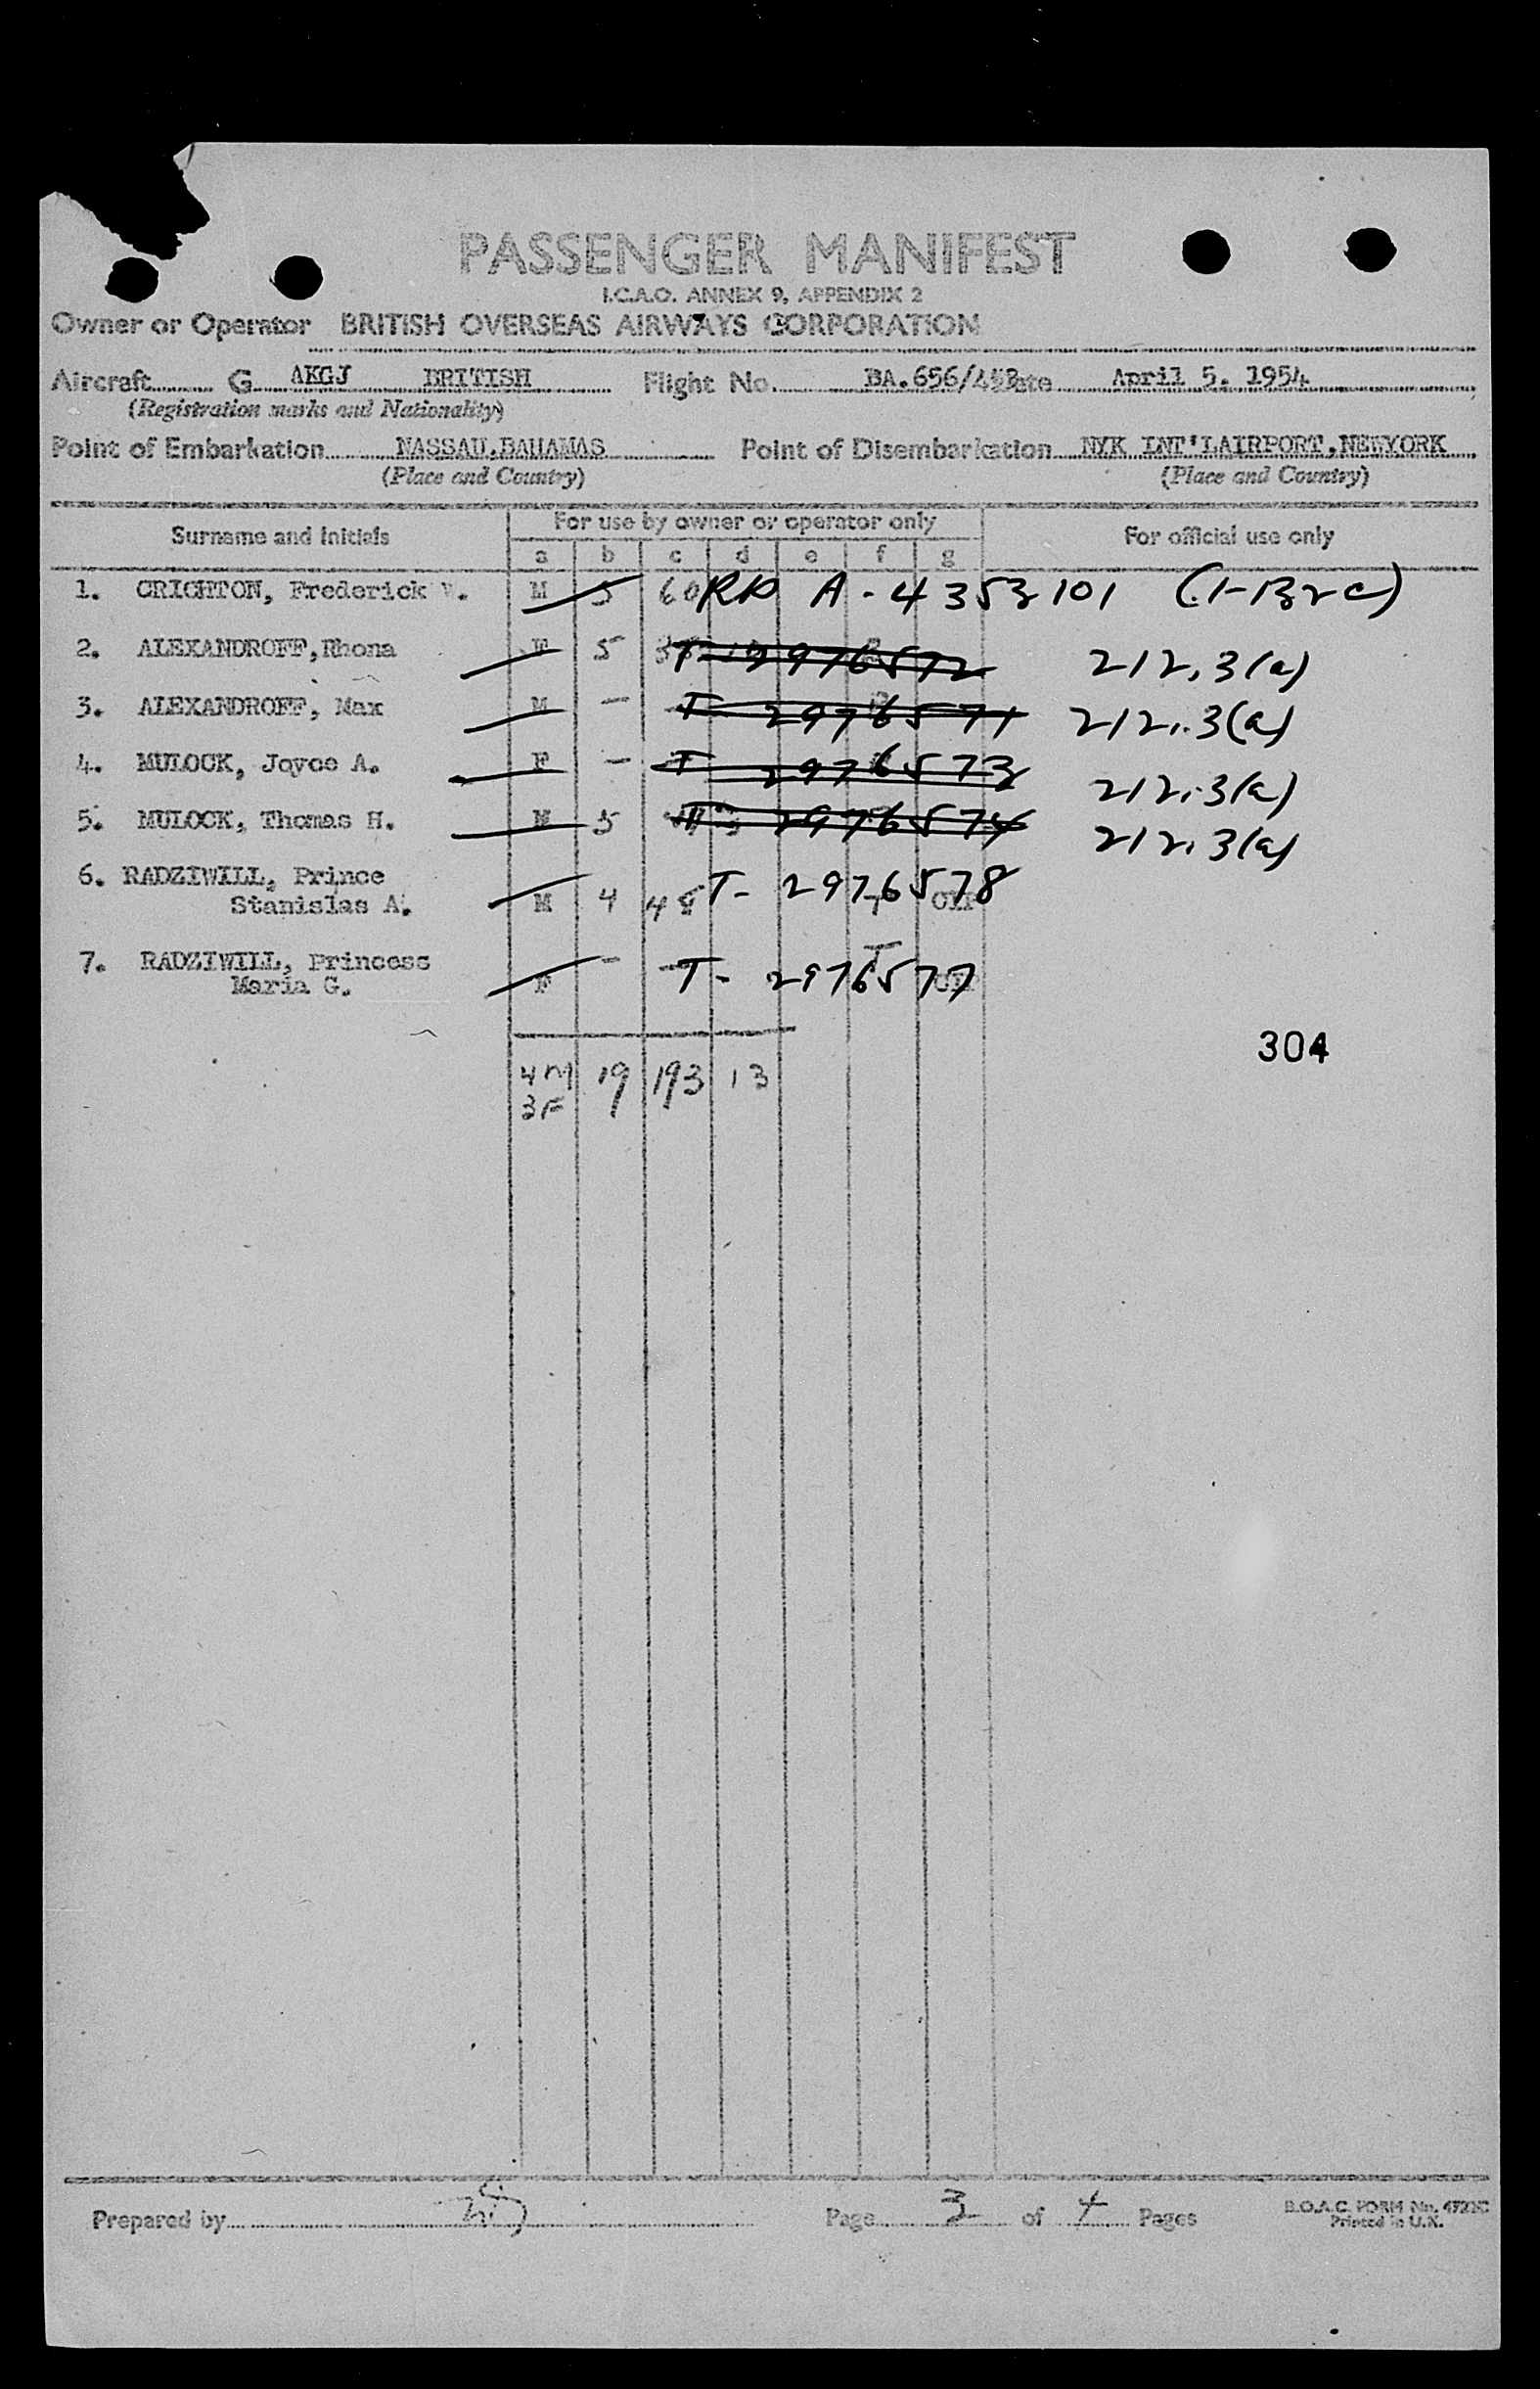 PASSENGER MANIFEST
I.C.A.O. ANNEX 9, APPENDIX 2
Owner or Operator BRITISH OVERSEAS AIRWAYS CORPORATION
Aircraft G AKGJ BRITISH Flight No. BA.656/ Date April 5. 1954
(Registration marks and Nationality)
Point of Embarkation NASSAU.BAHAMAS Point of Disembarkation NYK INT'LAIRPORT,NEWYORK
(Place and Country) (Place and Country)
Surname and Initials For use by owner or operator only For official use only
a b c d e f g
1. CRICHTON, Frederick M 5 60 A-4353101
2. ALEXANDROFF,Rhona F 5 T- 2976572 212.3(a)
3. ALEXANDROFF, Max M - T- 2976571 212.3(a)
4. MULOCK, Joyce A. F - T- 2976573 212.3(a)
5. MULOCK, Thomas H. M 5 T- 2976574 212.3(a)
6. RADZIWILL, Prince
Stanislas A. M 4 T- 2976578
7. RADZIWILL, Princess - T
Maria G. F T- 2976577
304
4M 19 193 13
3F
Prepared by Page 3 of 4 Pages B.O.A.C. FORM No.
Printed in U.K.